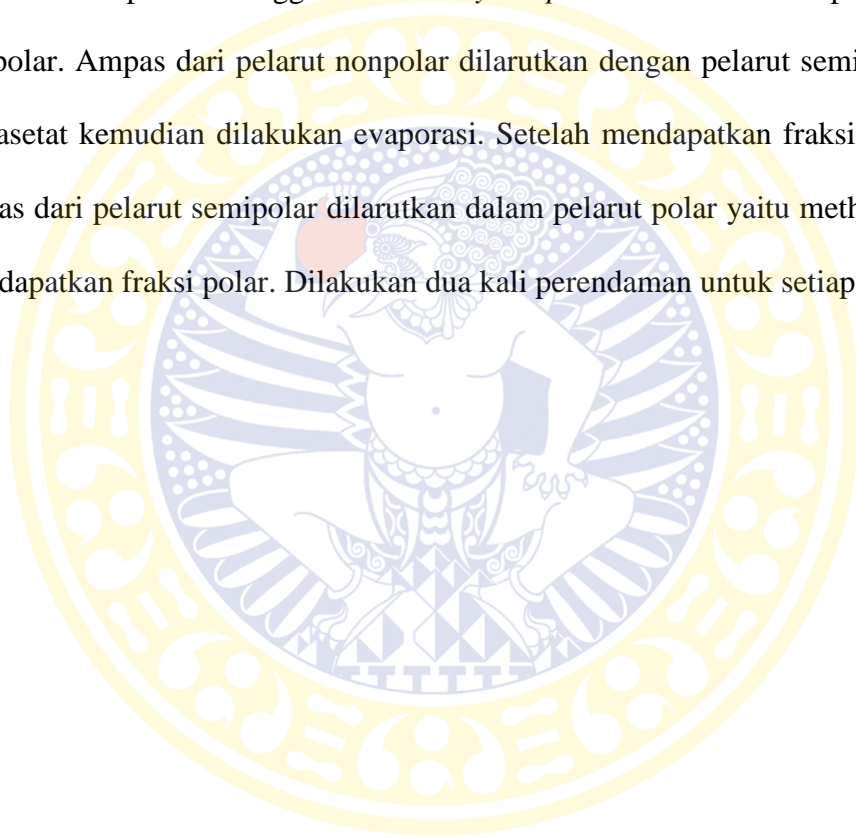 polar. Ampas dari pelarut nonpolar dilarutkan dengan pelarut semi
asetat kemudian dilakukan evaporasi. Setelah mendapatkan fraksi
as dari pelarut semipolar dilarutkan dalam pelarut polar yaitu meth
dapatkan fraksi polar. Dilakukan dua kali perendaman untuk setiap